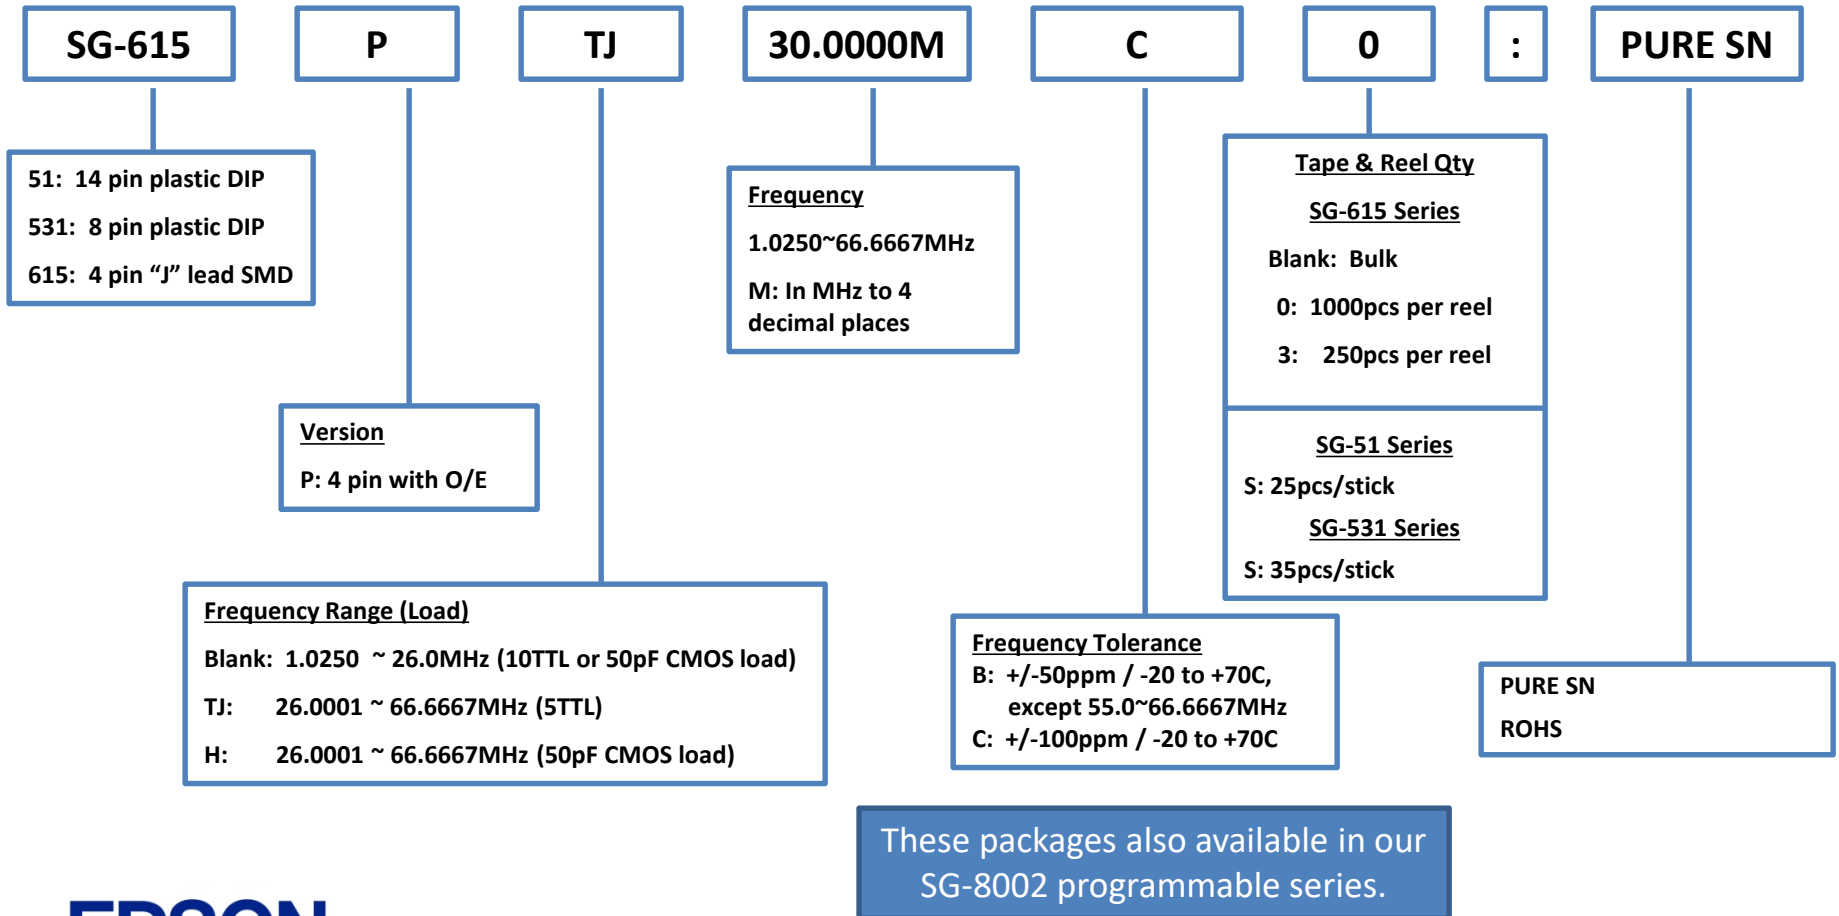 SG-615 P TJ 30.0000M C 0 : PURE SN
51: 14 pin plastic DIP
531: 8 pin plastic DIP
615: 4 pin “J” lead SMD
Version
P: 4 pin with O/E
Frequency Range (Load)
Blank: 1.0250 ~ 26.0MHz (10TTL or 50pF CMOS load)
TJ: 26.0001 ~ 66.6667MHz (5TTL)
H: 26.0001 ~ 66.6667MHz (50pF CMOS load)
Frequency
1.0250~66.6667MHz
M: In MHz to 4
decimal places
Frequency Tolerance
B: +/-50ppm / -20 to +70C,
except 55.0~66.6667MHz
C: +/-100ppm / -20 to +70C
Tape & Reel Qty
SG-615 Series
Blank: Bulk
0: 1000pcs per reel
3: 250pcs per reel
SG-51 Series
S: 25pcs/stick
SG-531 Series
S: 35pcs/stick
PURE SN
ROHS
These packages also available in our
SG-8002 programmable series.
EPSON